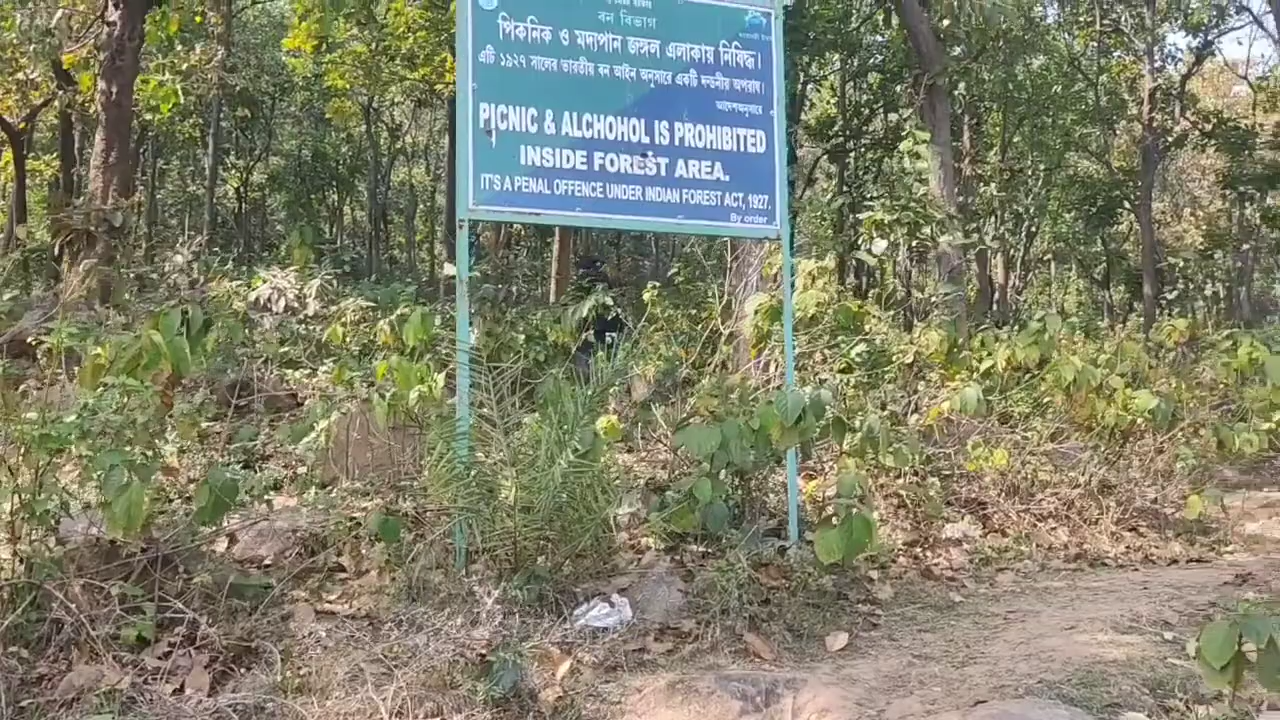 বন বিভাগ
পিকনিক ও মদ্যপান জঙ্গল এলাকায় নিষিদ্ধ।
এটি ১৯২৭ সালের ভারতীয় বন আইন অনুসারে একটি দন্ডনীয় অপরাধ।
আদেশঅনুসারে
PICNIC & ALCHOHOL IS PROHIBITED
INSIDE FOREST AREA.
IT'S A PENAL OFFENCE UNDER INDIAN FOREST ACT, 1927.
By order